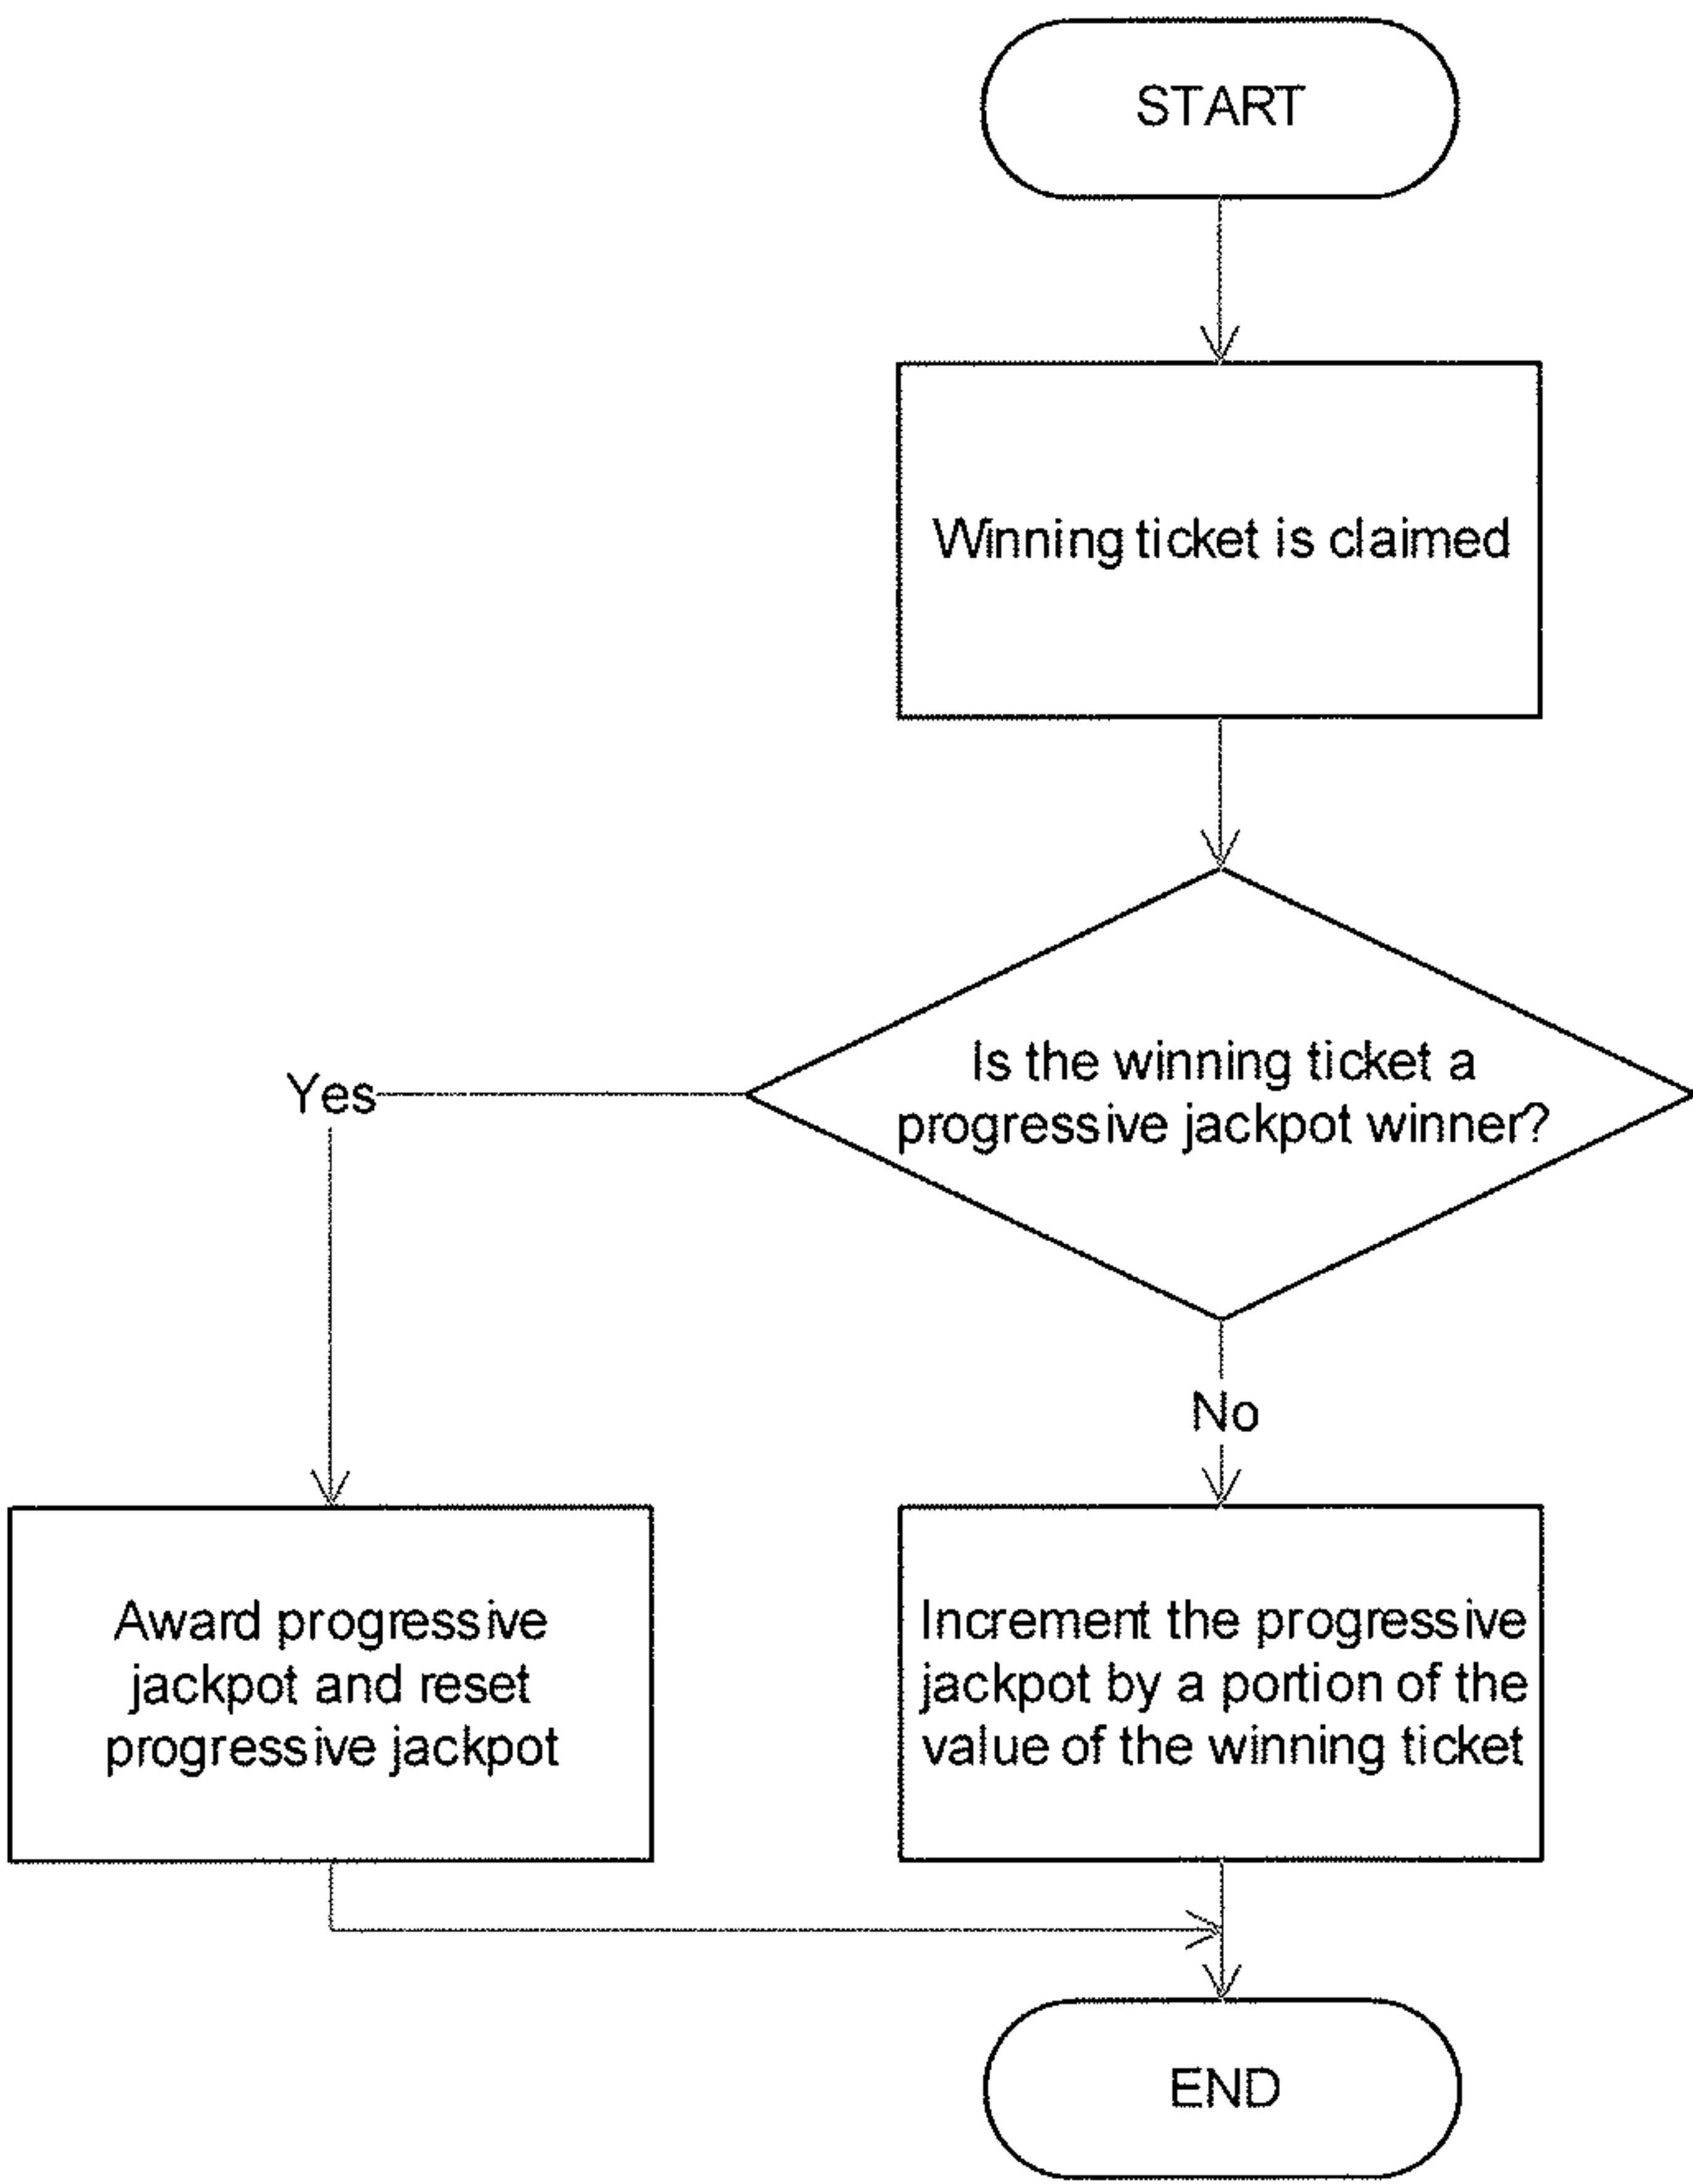 START
Winning ticket is claimed
Is the winning ticket a
progressive jackpot winner?
Yes
No
Award progressive
jackpot and reset
progressive jackpot
Increment the progressive
jackpot by a portion of the
value of the winning ticket
END